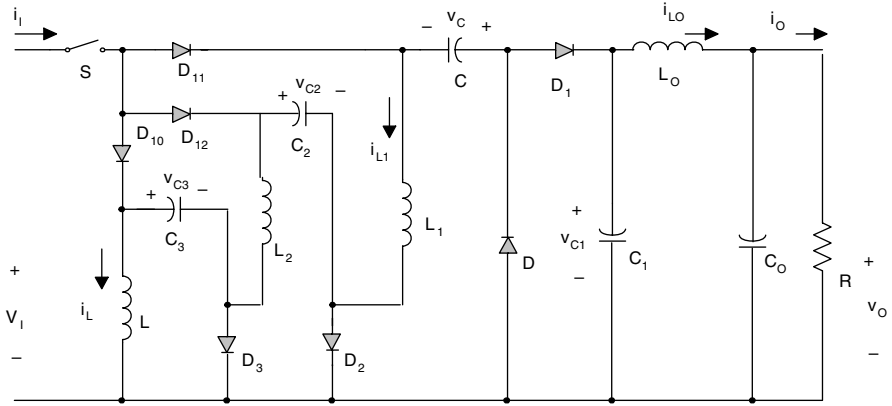 i_I
– v_C +
i_LO
i_O
S
D_11
C
D_1
L_O
+ v_C2 –
D_10
D_12
C_2
i_L1
+ v_C3 –
C_3
L_2
L_1
+
v_C1
–
D
C_1
C_O
R
+
V_I
–
i_L
L
D_3
D_2
+
v_O
–